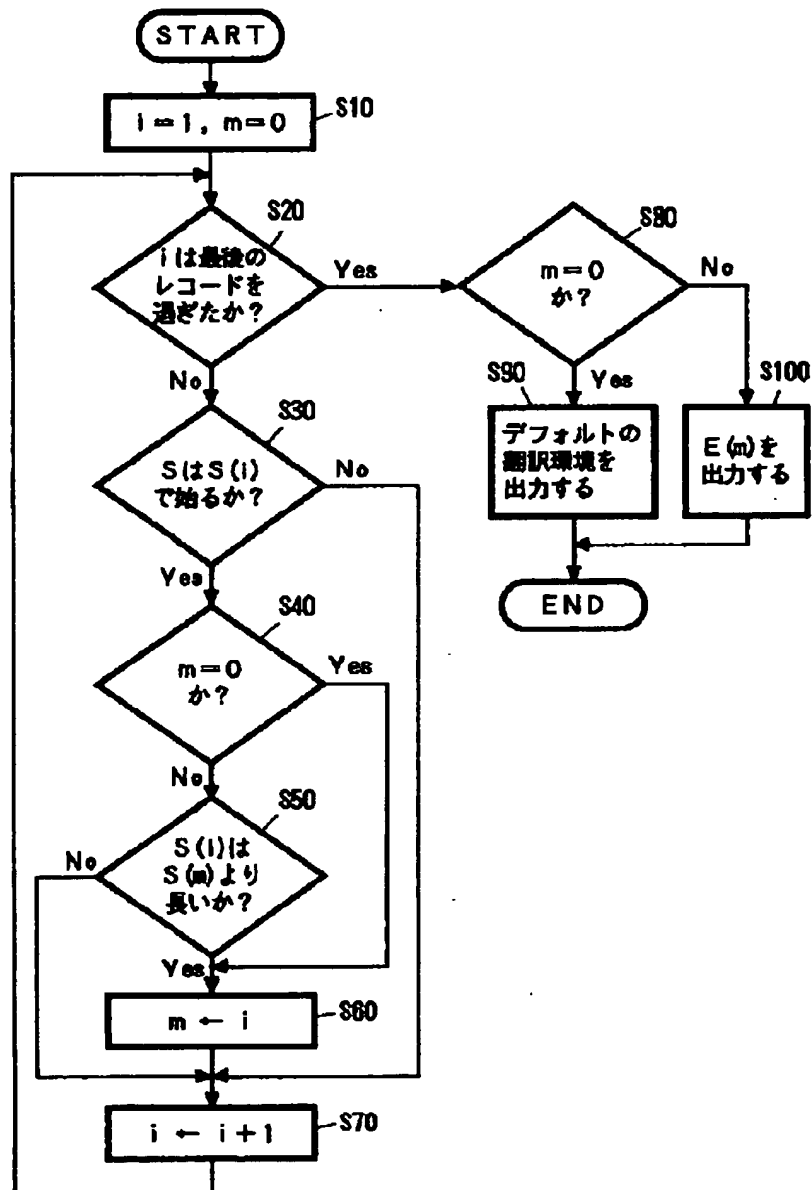 START
S10
i=1, m=0
S20
iは最後の
レコードを
過ぎたか?
Yes
No
S30
SはS(i)
で始るか?
No
Yes
S40
m=0
か?
Yes
No
S50
S(i)は
S(m)より
長いか?
No
Yes
S60
m ← i
S70
i ← i+1
S80
m=0
か?
No
Yes
S90
デフォルトの
翻訳環境を
出力する
S100
E(m)を
出力する
END